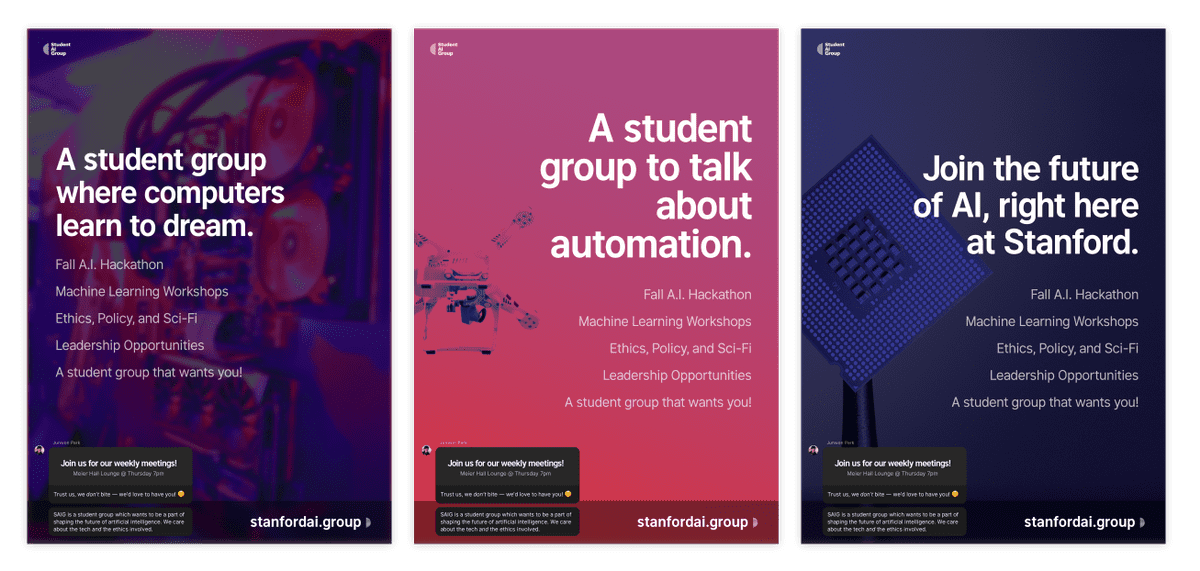 Student
AI
Group
A student group
where computers
learn to dream.
Fall A.I. Hackathon
Machine Learning Workshops
Ethics, Policy, and Sci-Fi
Leadership Opportunities
A student group that wants you!
Junwon Park
Join us for our weekly meetings!
Meier Hall Lounge @ Thursday 7pm
Trust us, we don't bite — we'd love to have you! 😊
SAIG is a student group which wants to be a part of
shaping the future of artificial intelligence. We care
about the tech and the ethics involved.
stanfordai.group
Student
AI
Group
A student
group to talk
about
automation.
Fall A.I. Hackathon
Machine Learning Workshops
Ethics, Policy, and Sci-Fi
Leadership Opportunities
A student group that wants you!
Junwon Park
Join us for our weekly meetings!
Meier Hall Lounge @ Thursday 7pm
Trust us, we don't bite — we'd love to have you! 😊
SAIG is a student group which wants to be a part of
shaping the future of artificial intelligence. We care
about the tech and the ethics involved.
stanfordai.group
Student
AI
Group
Join the future
of AI, right here
at Stanford.
Fall A.I. Hackathon
Machine Learning Workshops
Ethics, Policy, and Sci-Fi
Leadership Opportunities
A student group that wants you!
Junwon Park
Join us for our weekly meetings!
Meier Hall Lounge @ Thursday 7pm
Trust us, we don't bite — we'd love to have you! 😊
SAIG is a student group which wants to be a part of
shaping the future of artificial intelligence. We care
about the tech and the ethics involved.
stanfordai.group